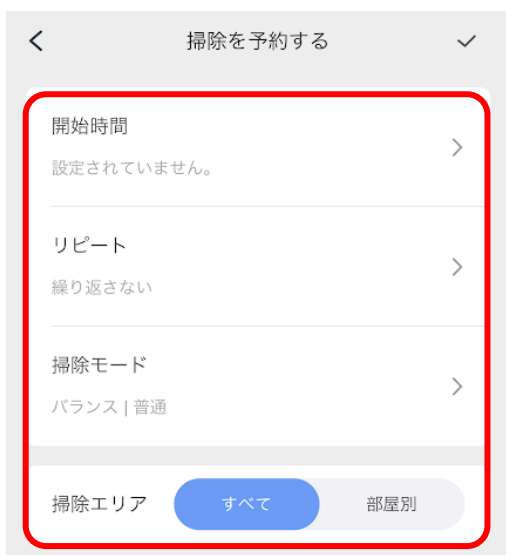 掃除を予約する
開始時間
設定されていません。
リピート
繰り返さない
掃除モード
バランス | 普通
掃除エリア すべて 部屋別